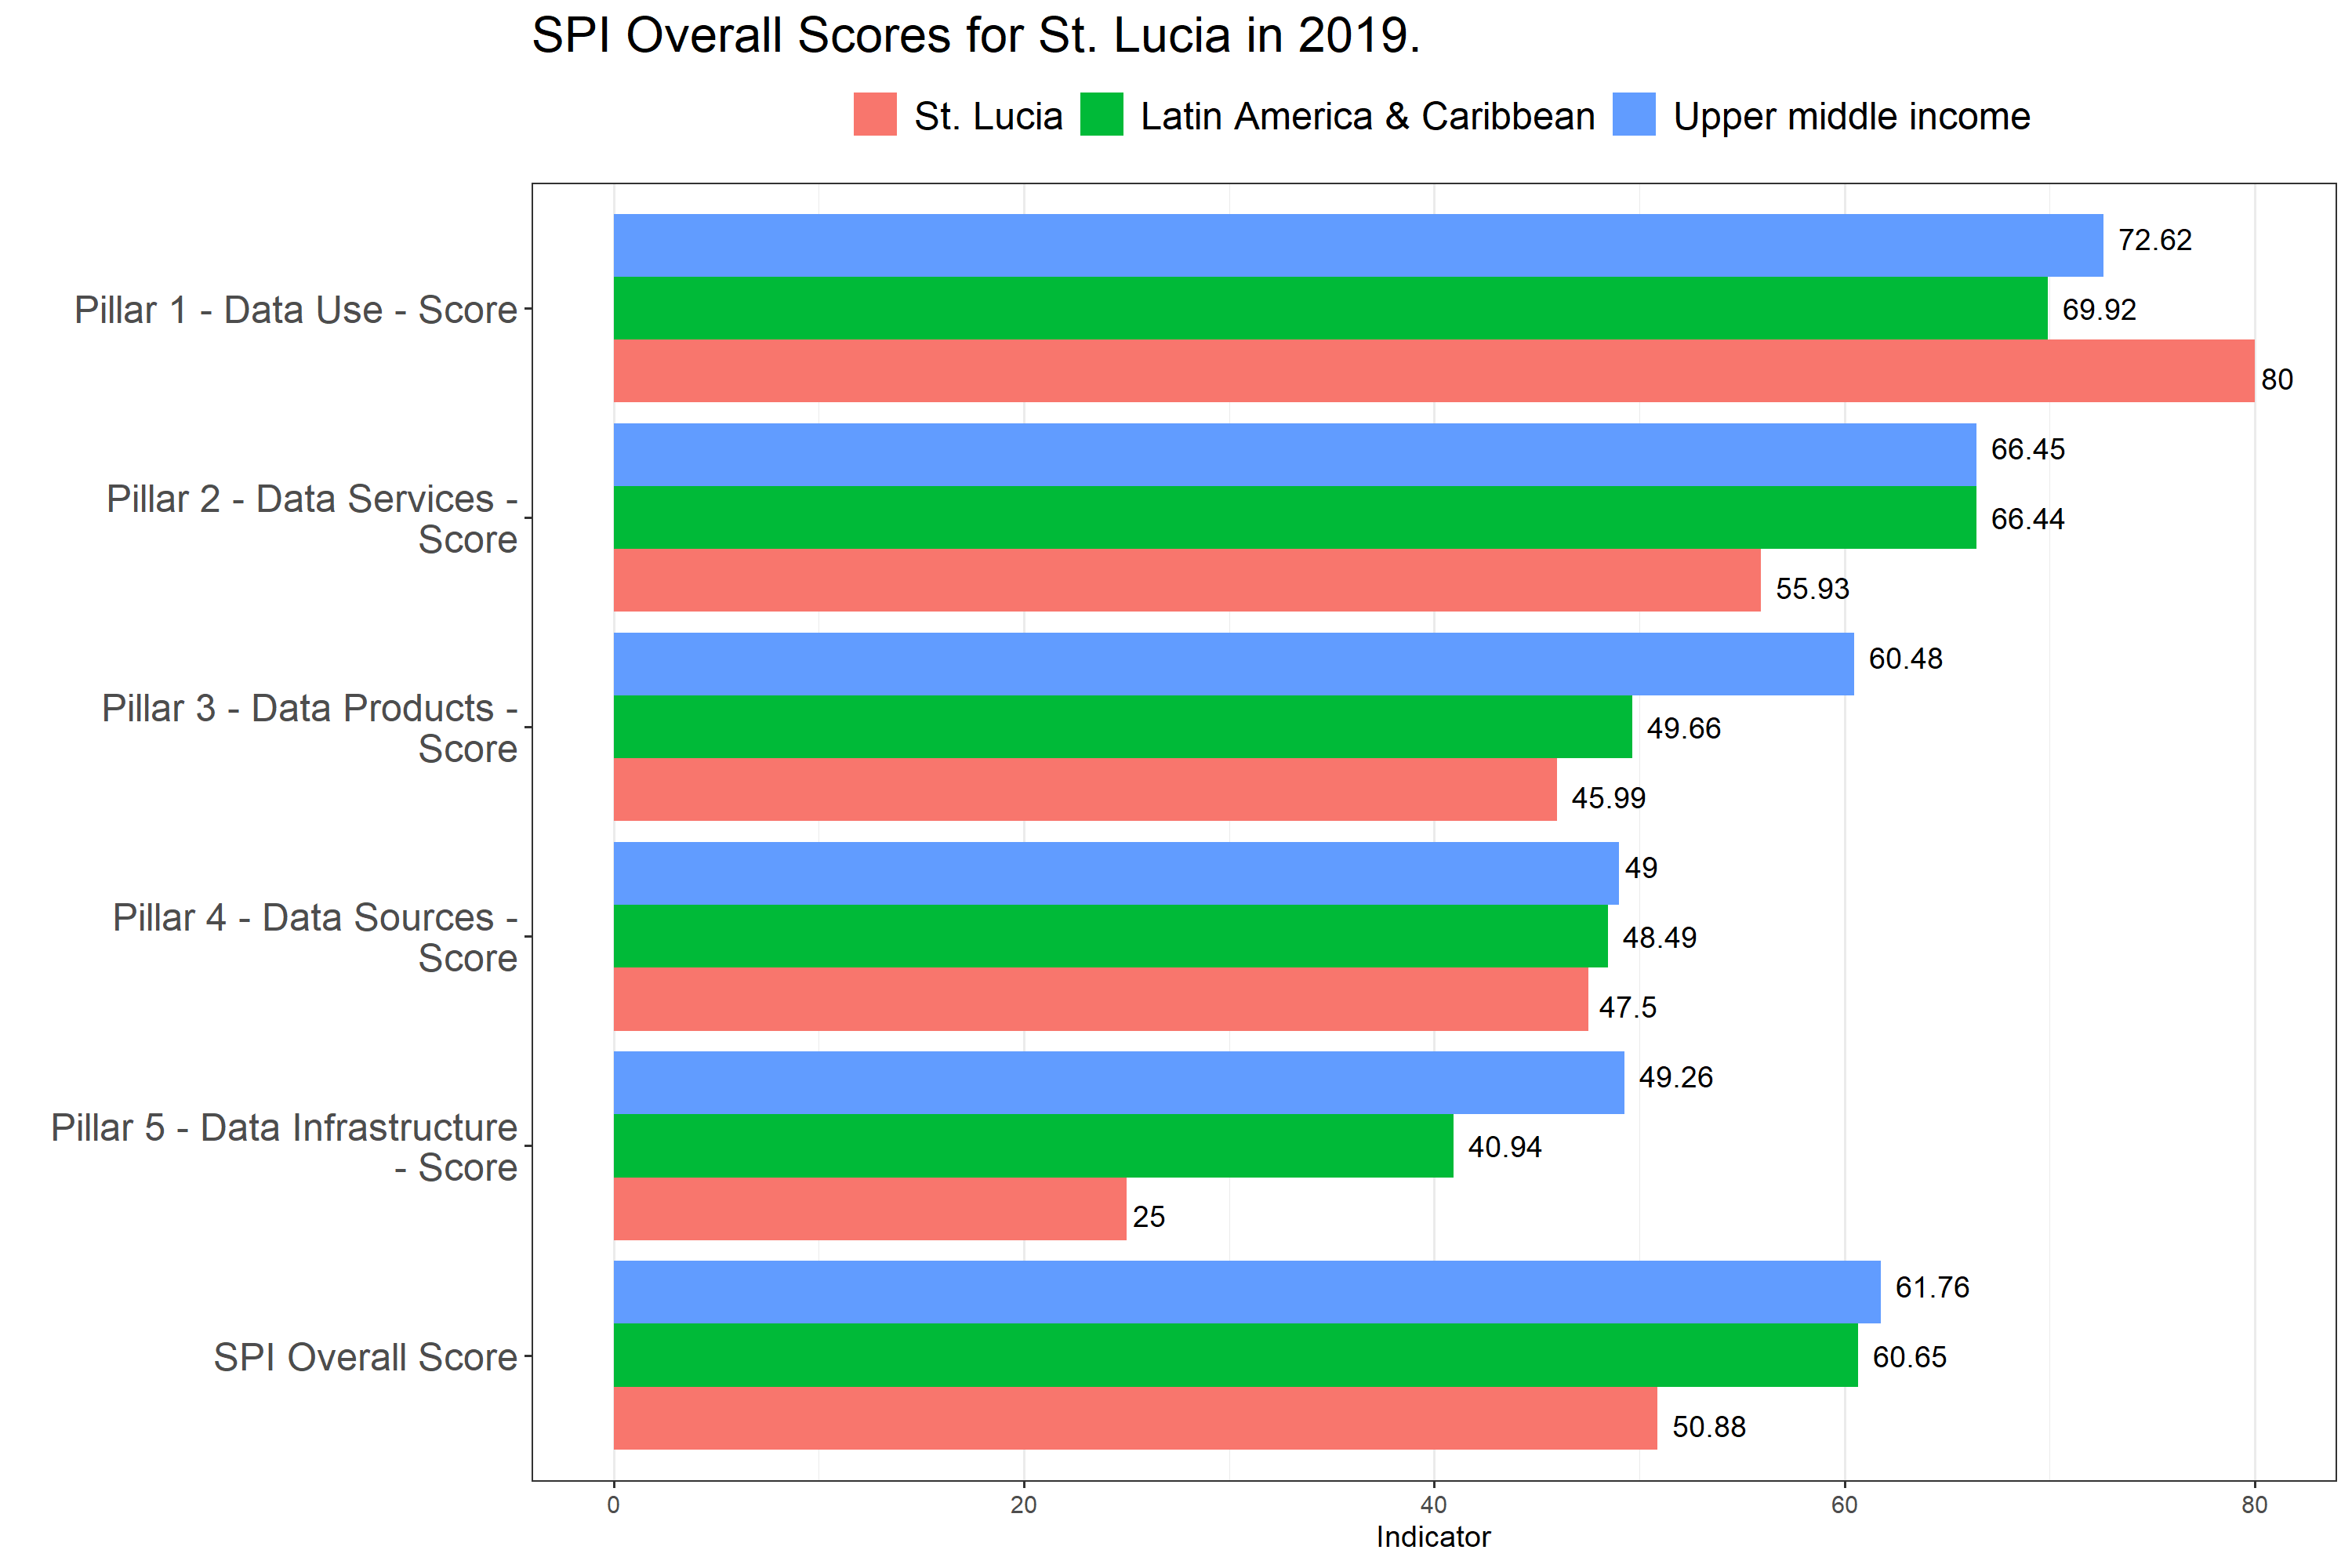 SPI Overall Scores for St. Lucia in 2019.
St. Lucia Latin America & Caribbean Upper middle income
72.62
Pillar 1 - Data Use - Score
69.92
80
66.45
Pillar 2 - Data Services -
Score
66.44
55.93
60.48
Pillar 3 - Data Products -
Score
49.66
45.99
49
Pillar 4 - Data Sources -
Score
48.49
47.5
49.26
Pillar 5 - Data Infrastructure
- Score
40.94
25
61.76
SPI Overall Score
60.65
50.88
0 20 40 60 80
Indicator